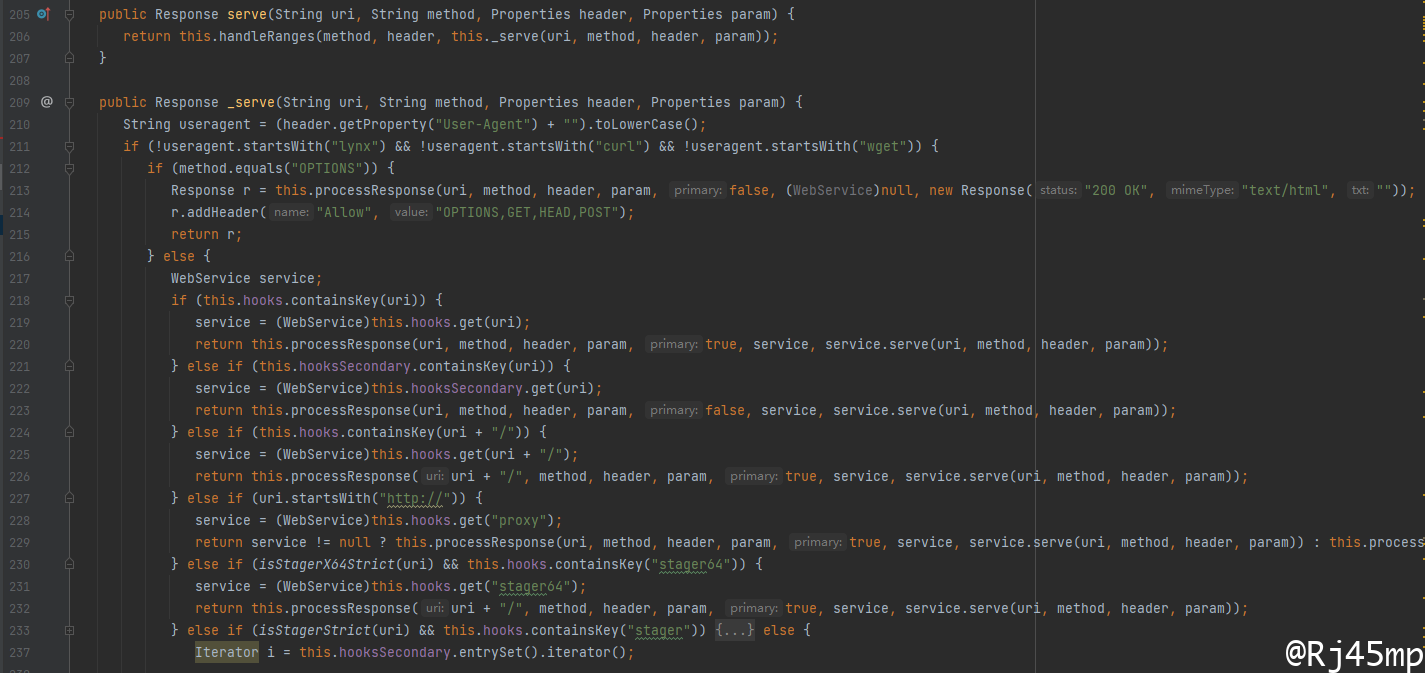 205 public Response serve(String uri, String method, Properties header, Properties param) {
206 return this.handleRanges(method, header, this._serve(uri, method, header, param));
207 }
208
209 @ public Response _serve(String uri, String method, Properties header, Properties param) {
210 String useragent = (header.getProperty("User-Agent") + "").toLowerCase();
211 if (!useragent.startsWith("lynx") && !useragent.startsWith("curl") && !useragent.startsWith("wget")) {
212 if (method.equals("OPTIONS")) {
213 Response r = this.processResponse(uri, method, header, param, primary: false, (WebService)null, new Response( status: "200 OK", mimeType: "text/html", txt: ""));
214 r.addHeader( name: "Allow", value: "OPTIONS,GET,HEAD,POST");
215 return r;
216 } else {
217 WebService service;
218 if (this.hooks.containsKey(uri)) {
219 service = (WebService)this.hooks.get(uri);
220 return this.processResponse(uri, method, header, param, primary: true, service, service.serve(uri, method, header, param));
221 } else if (this.hooksSecondary.containsKey(uri)) {
222 service = (WebService)this.hooksSecondary.get(uri);
223 return this.processResponse(uri, method, header, param, primary: false, service, service.serve(uri, method, header, param));
224 } else if (this.hooks.containsKey(uri + "/")) {
225 service = (WebService)this.hooks.get(uri + "/");
226 return this.processResponse( uri: uri + "/", method, header, param, primary: true, service, service.serve(uri, method, header, param));
227 } else if (uri.startsWith("http://")) {
228 service = (WebService)this.hooks.get("proxy");
229 return service != null ? this.processResponse(uri, method, header, param, primary: true, service, service.serve(uri, method, header, param)) : this.process
230 } else if (isStagerX64Strict(uri) && this.hooks.containsKey("stager64")) {
231 service = (WebService)this.hooks.get("stager64");
232 return this.processResponse( uri: uri + "/", method, header, param, primary: true, service, service.serve(uri, method, header, param));
233 } else if (isStagerStrict(uri) && this.hooks.containsKey("stager")) {...} else {
237 Iterator i = this.hooksSecondary.entrySet().iterator();
@Rj45mp